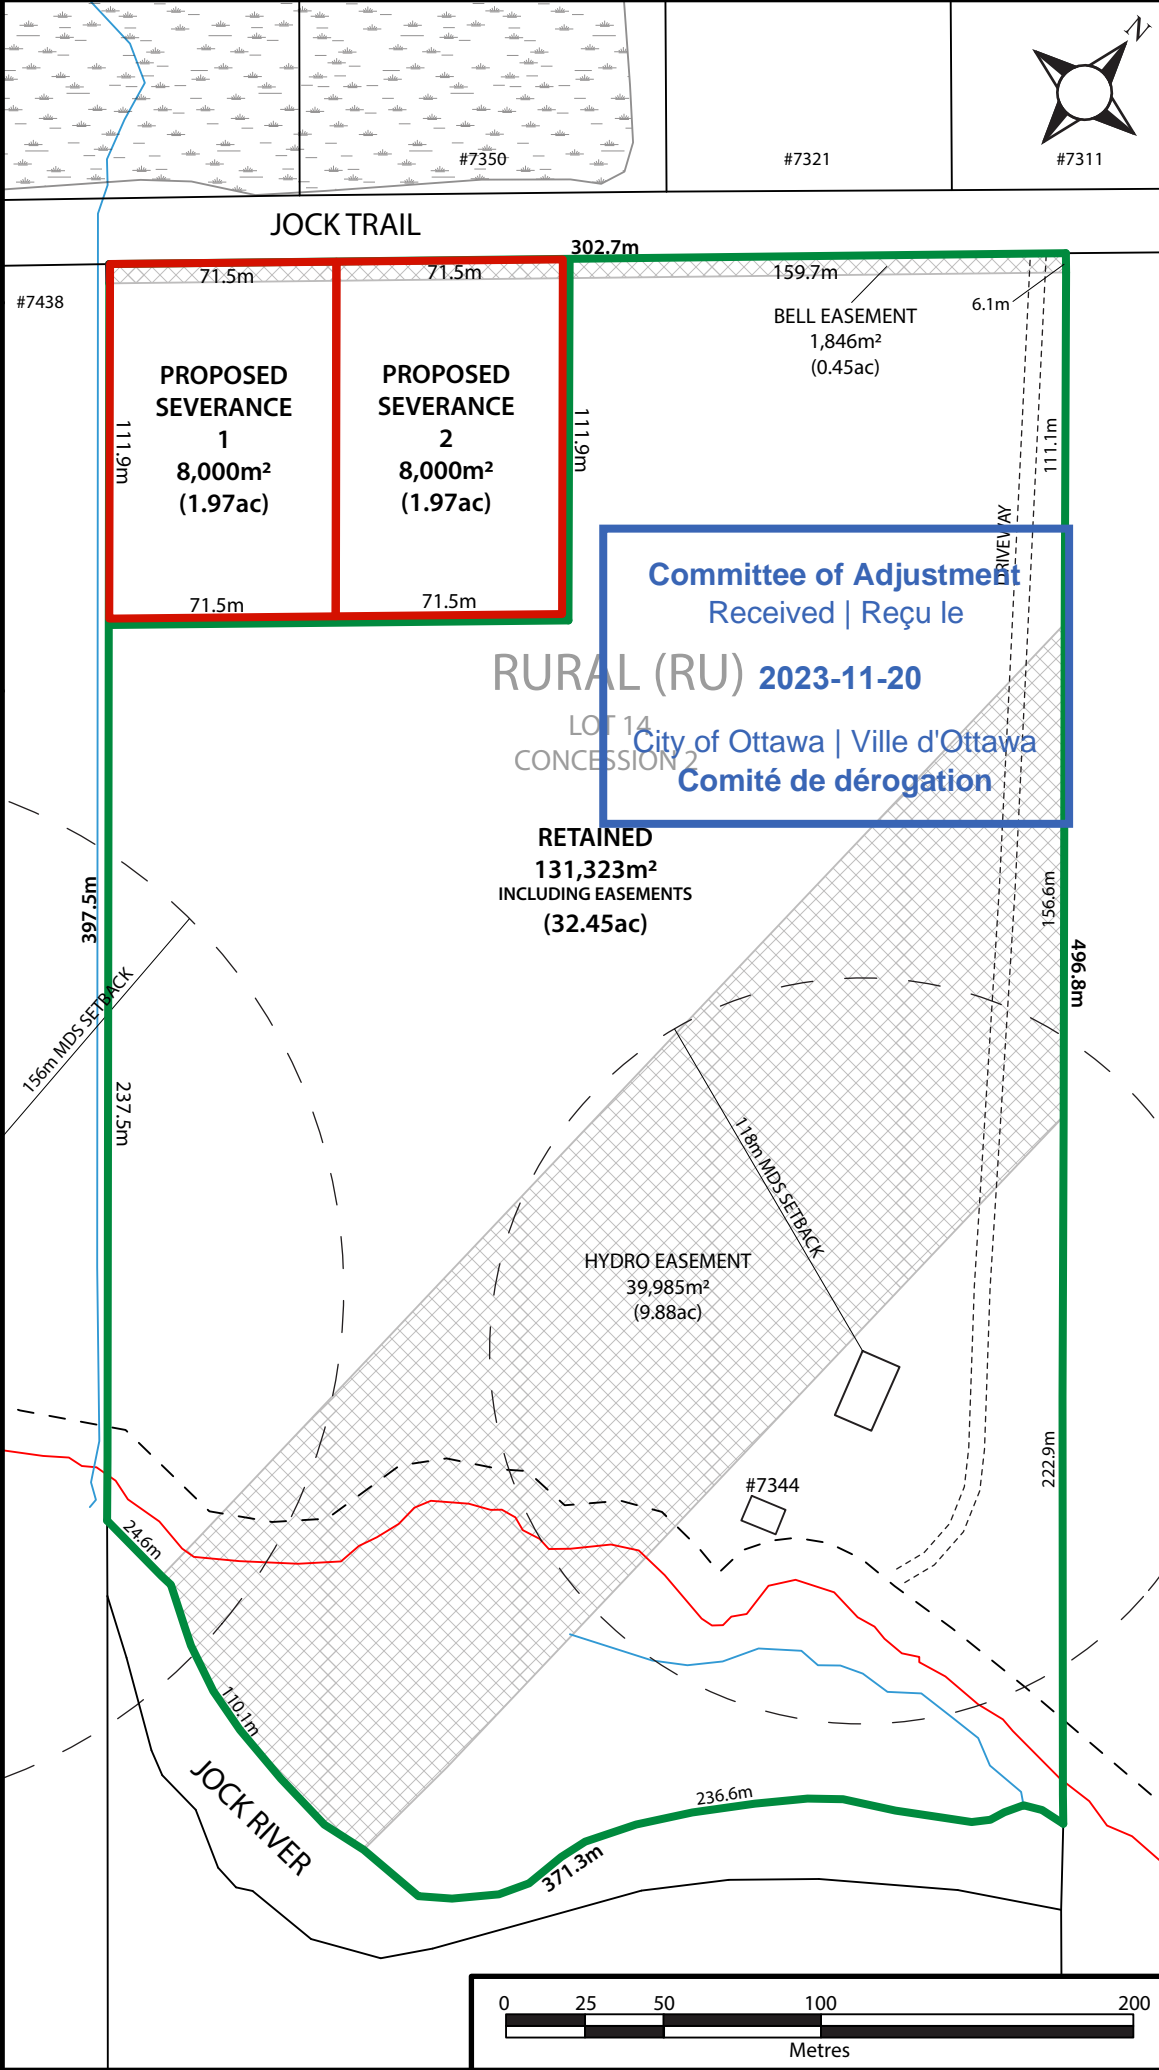 N
#7350
#7321
#7311
JOCK TRAIL
302.7m
71.5m
71.5m
159.7m
#7438
6.1m
BELL EASEMENT
1,846m²
(0.45ac)
PROPOSED
SEVERANCE
1
8,000m²
(1.97ac)
PROPOSED
SEVERANCE
2
8,000m²
(1.97ac)
111.9m
111.9m
111.1m
DRIVEWAY
71.5m
71.5m
Committee of Adjustment
Received | Reçu le
2023-11-20
City of Ottawa | Ville d'Ottawa
Comité de dérogation
RURAL (RU)
LOT 14
CONCESSION 2
RETAINED
131,323m²
INCLUDING EASEMENTS
(32.45ac)
397.5m
156.6m
496.8m
156m MDS SETBACK
237.5m
118m MDS SETBACK
HYDRO EASEMENT
39,985m²
(9.88ac)
222.9m
#7344
24.6m
110.1m
JOCK RIVER
236.6m
371.3m
0 25 50 100 200
Metres